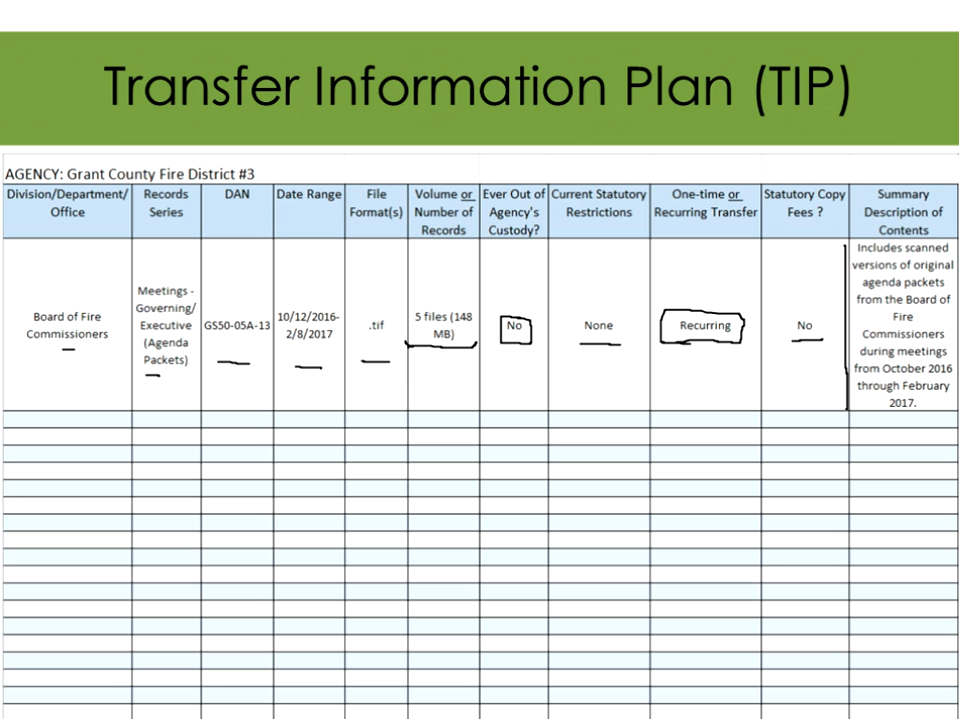 Transfer Information Plan (TIP)
AGENCY: Grant County Fire District #3
Division/Department/
Office
Records
Series
DAN
Date Range
File
Format(s)
Volume or
Number of
Records
Ever Out of
Agency's
Custody?
Current Statutory
Restrictions
One-time or
Recurring Transfer
Statutory Copy
Fees ?
Summary
Description of
Contents
Board of Fire
Commissioners
Meetings -
Governing/
Executive
(Agenda
Packets)
GS50-05A-13
10/12/2016-
2/8/2017
.tif
5 files (148
MB)
No
None
Recurring
No
Includes scanned
versions of original
agenda packets
from the Board of
Fire
Commissioners
during meetings
from October 2016
through February
2017.